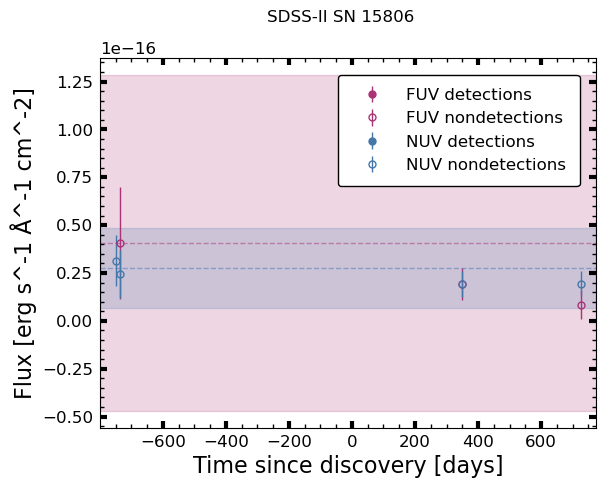 SDSS-II SN 15806
1e−16
Flux [erg s^-1 Å^-1 cm^-2]
1.25
1.00
0.75
0.50
0.25
0.00
−0.25
−0.50
FUV detections
FUV nondetections
NUV detections
NUV nondetections
−600 −400 −200 0 200 400 600
Time since discovery [days]